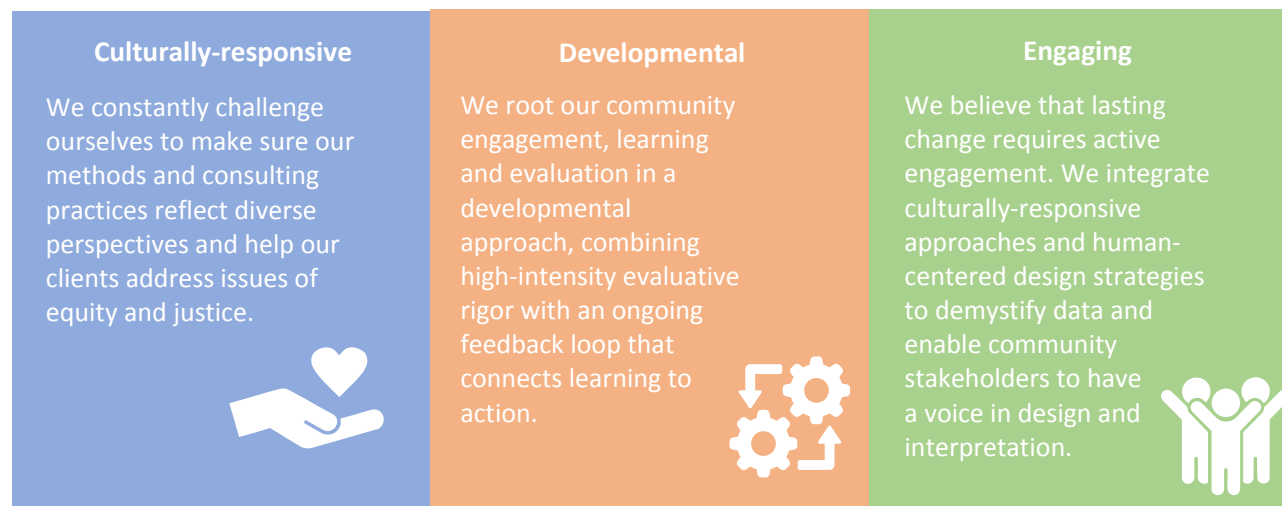 Culturally-responsive
We constantly challenge
ourselves to make sure our
methods and consulting
practices reflect diverse
perspectives and help our
clients address issues of
equity and justice.
Developmental
We root our community
engagement, learning
and evaluation in a
developmental
approach, combining
high-intensity evaluative
rigor with an ongoing
feedback loop that
connects learning to
action.
Engaging
We believe that lasting
change requires active
engagement. We integrate
culturally-responsive
approaches and human-
centered design strategies
to demystify data and
enable community
stakeholders to have
a voice in design and
interpretation.